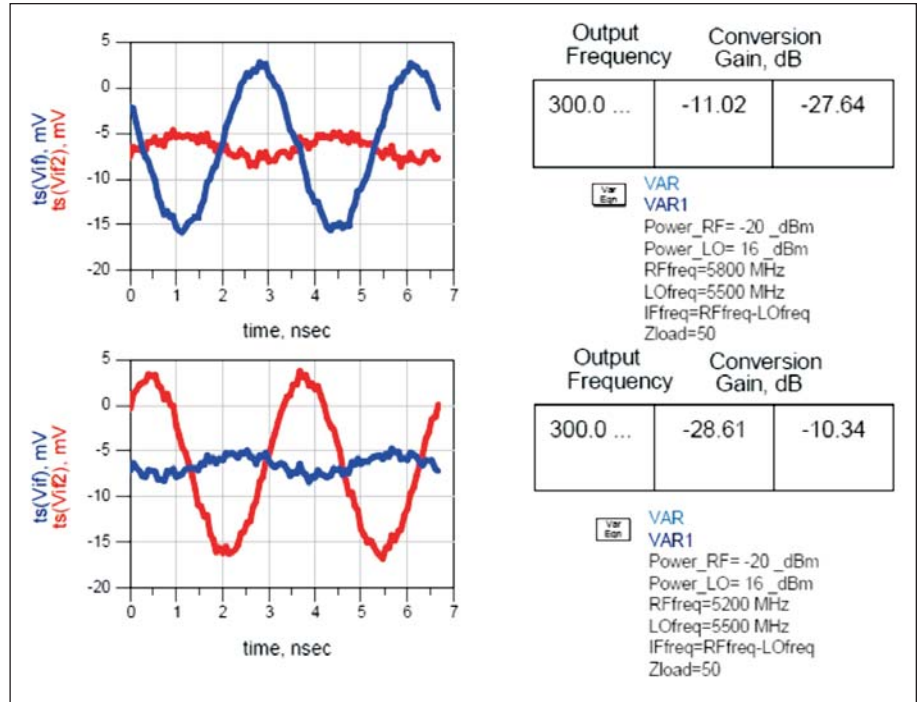 ts(Vif), mV
ts(Vif2), mV
5
0
-5
-10
-15
-20
0 1 2 3 4 5 6 7
time, nsec
Output Frequency
Conversion Gain, dB
300.0 ... -11.02 -27.64
Var Eqn
VAR
VAR1
Power_RF= -20 _dBm
Power_LO= 16 _dBm
RFfreq=5800 MHz
LOfreq=5500 MHz
IFfreq=RFfreq-LOfreq
Zload=50
ts(Vif), mV
ts(Vif2), mV
5
0
-5
-10
-15
-20
0 1 2 3 4 5 6 7
time, nsec
Output Frequency
Conversion Gain, dB
300.0 ... -28.61 -10.34
Var Eqn
VAR
VAR1
Power_RF= -20 _dBm
Power_LO= 16 _dBm
RFfreq=5200 MHz
LOfreq=5500 MHz
IFfreq=RFfreq-LOfreq
Zload=50